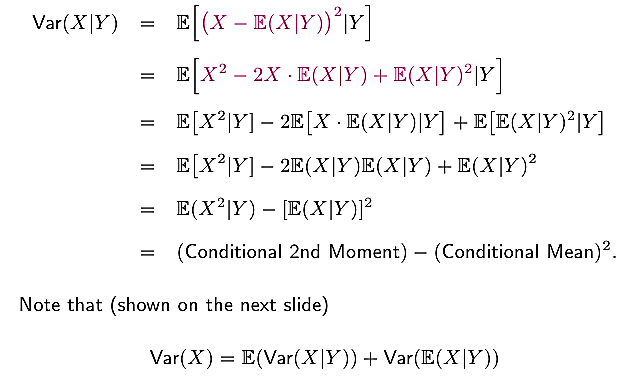 Var(X|Y) = 𝔼[(X − 𝔼(X|Y))²|Y]
= 𝔼[X² − 2X · 𝔼(X|Y) + 𝔼(X|Y)²|Y]
= 𝔼[X²|Y] − 2𝔼[X · 𝔼(X|Y)|Y] + 𝔼[𝔼(X|Y)²|Y]
= 𝔼[X²|Y] − 2𝔼(X|Y)𝔼(X|Y) + 𝔼(X|Y)²
= 𝔼(X²|Y) − [𝔼(X|Y)]²
= (Conditional 2nd Moment) − (Conditional Mean)².
Note that (shown on the next slide)
Var(X) = 𝔼(Var(X|Y)) + Var(𝔼(X|Y))